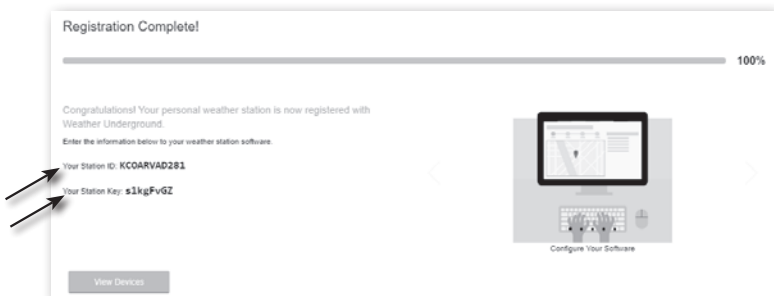 Registration Complete!
100%
Congratulations! Your personal weather station is now registered with
Weather Underground.
Enter the information below to your weather station software.
Your Station ID: KCOARVAD281
Your Station Key: slkgFvGZ
Configure Your Software
View Devices